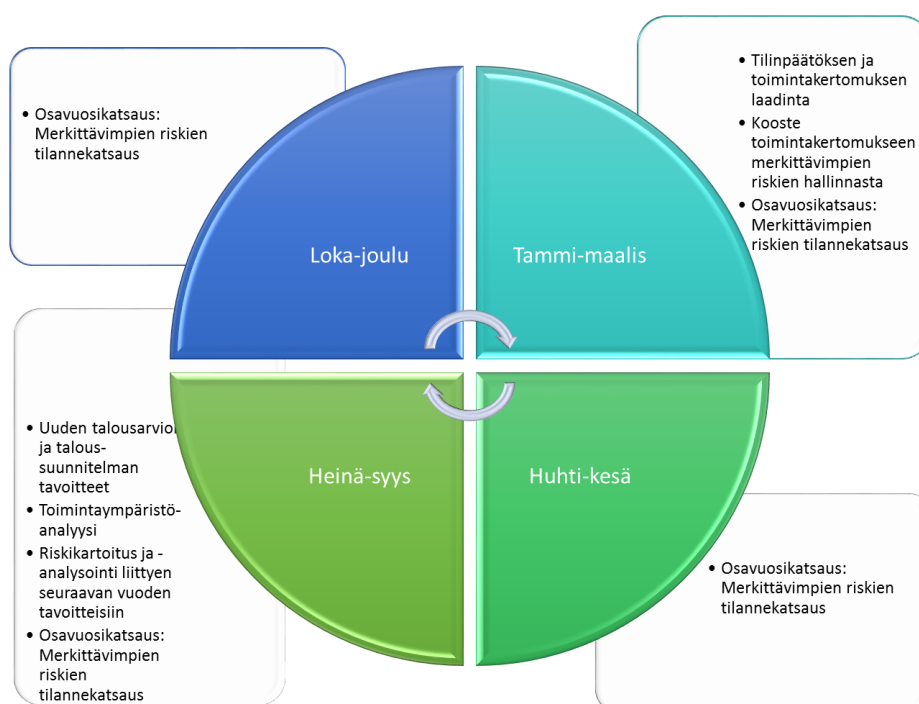 • Osavuosikatsaus:
Merkittävimpien riskien
tilannekatsaus
• Tilinpäätöksen ja
toimintakertomuksen
laadinta
• Kooste
toimintakertomukseen
merkittävimpien
riskien hallinnasta
• Osavuosikatsaus:
Merkittävimpien
riskien tilannekatsaus
Loka-joulu
Tammi-maalis
Heinä-syys
Huhti-kesä
• Uuden talousarvio
ja talous-
suunnitelman
tavoitteet
• Toimintaympäristö-
analyysi
• Riskikartoitus ja -
analysointi liittyen
seuraavan vuoden
tavoitteisiin
• Osavuosikatsaus:
Merkittävimpien
riskien
tilannekatsaus
• Osavuosikatsaus:
Merkittävimpien riskien
tilannekatsaus